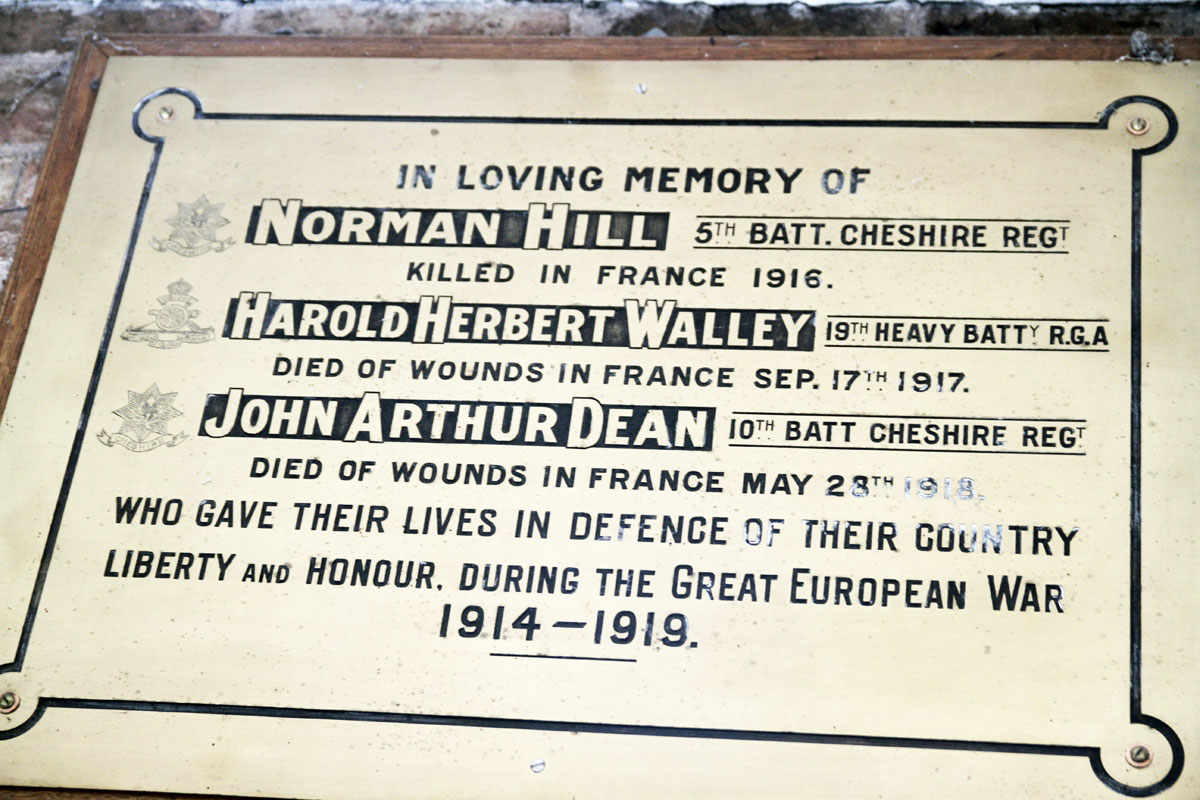 IN LOVING MEMORY OF
NORMAN HILL 5TH BATT. CHESHIRE REGT
KILLED IN FRANCE 1916.
HAROLD HERBERT WALLEY 19TH HEAVY BATTY R.G.A
DIED OF WOUNDS IN FRANCE SEP. 17TH 1917.
JOHN ARTHUR DEAN 10TH BATT CHESHIRE REGT
DIED OF WOUNDS IN FRANCE MAY 28TH 1918.
WHO GAVE THEIR LIVES IN DEFENCE OF THEIR COUNTRY
LIBERTY AND HONOUR. DURING THE GREAT EUROPEAN WAR
1914–1919.